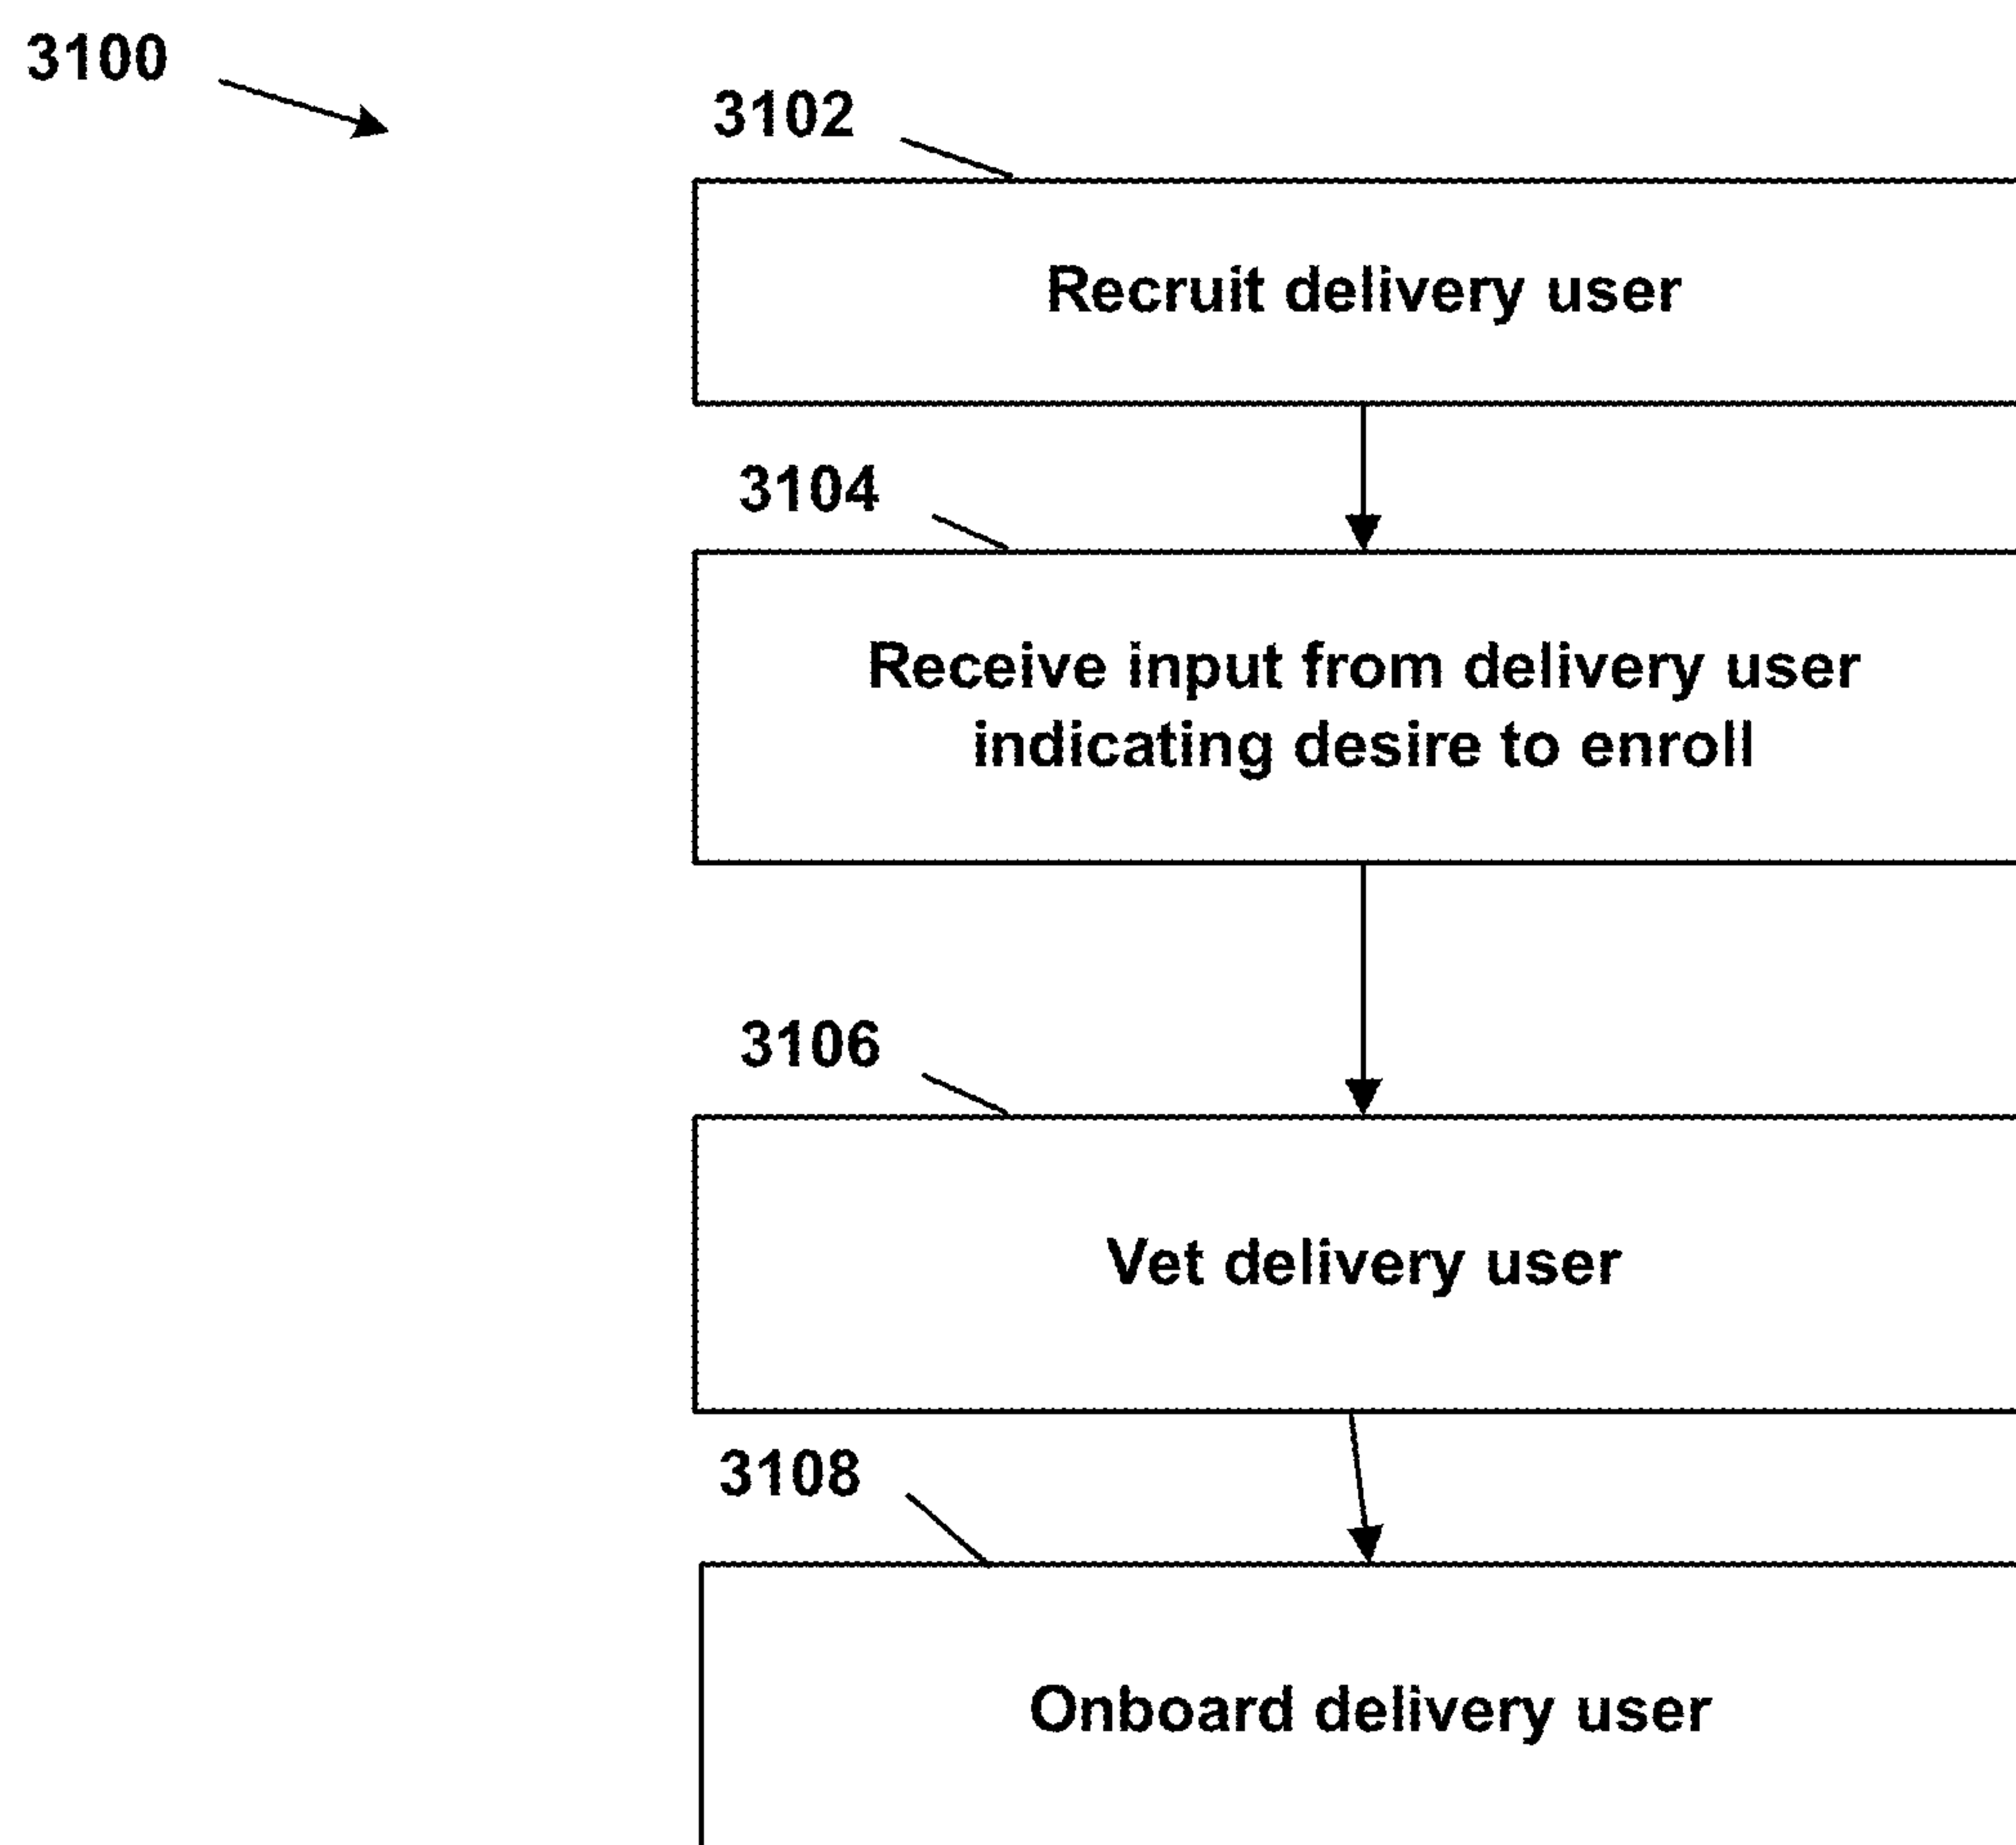 3100
3102
Recruit delivery user
3104
Receive input from delivery user
indicating desire to enroll
3106
Vet delivery user
3108
Onboard delivery user